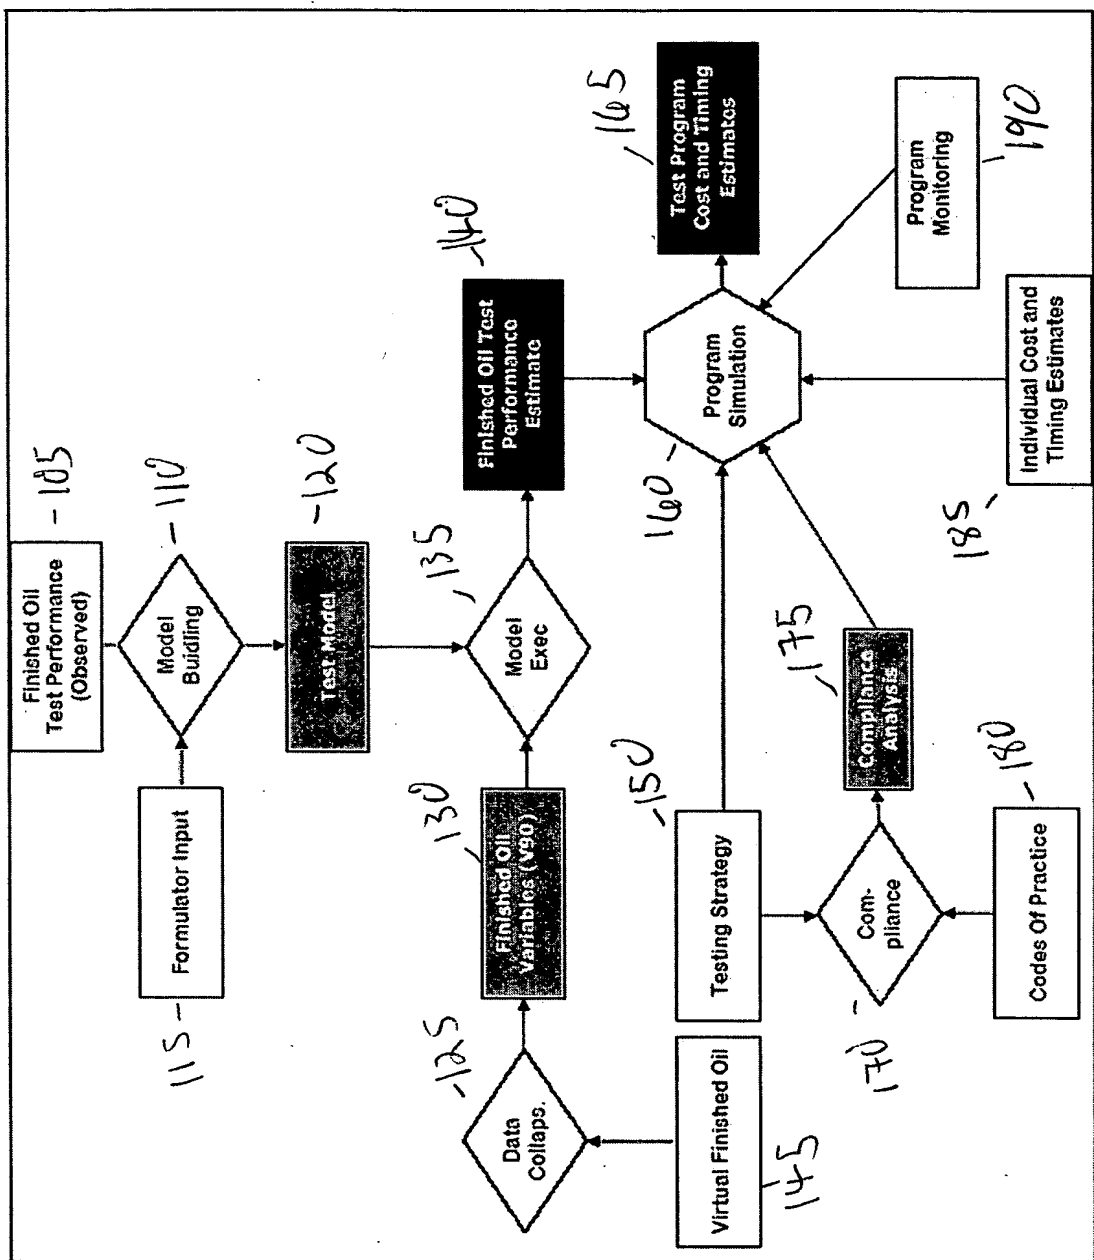 115
Formulator Input
Model
Buidling
110
Finished Oil
Test Performance
(Observed)
105
Test Model
120
125
Data
Collaps.
130
Finished Oil
Variables (V90)
135
Model
Exec
140
Finished Oil Test
Performance
Estimate
Virtual Finished Oil
145
Testing Strategy
150
160
Program
Simulation
165
Test Program
Cost and Timing
Estimates
170
Com-
pliance
175
Compliance
Analysis
Codes Of Practice
180
185
Individual Cost and
Timing Estimates
Program
Monitoring
190